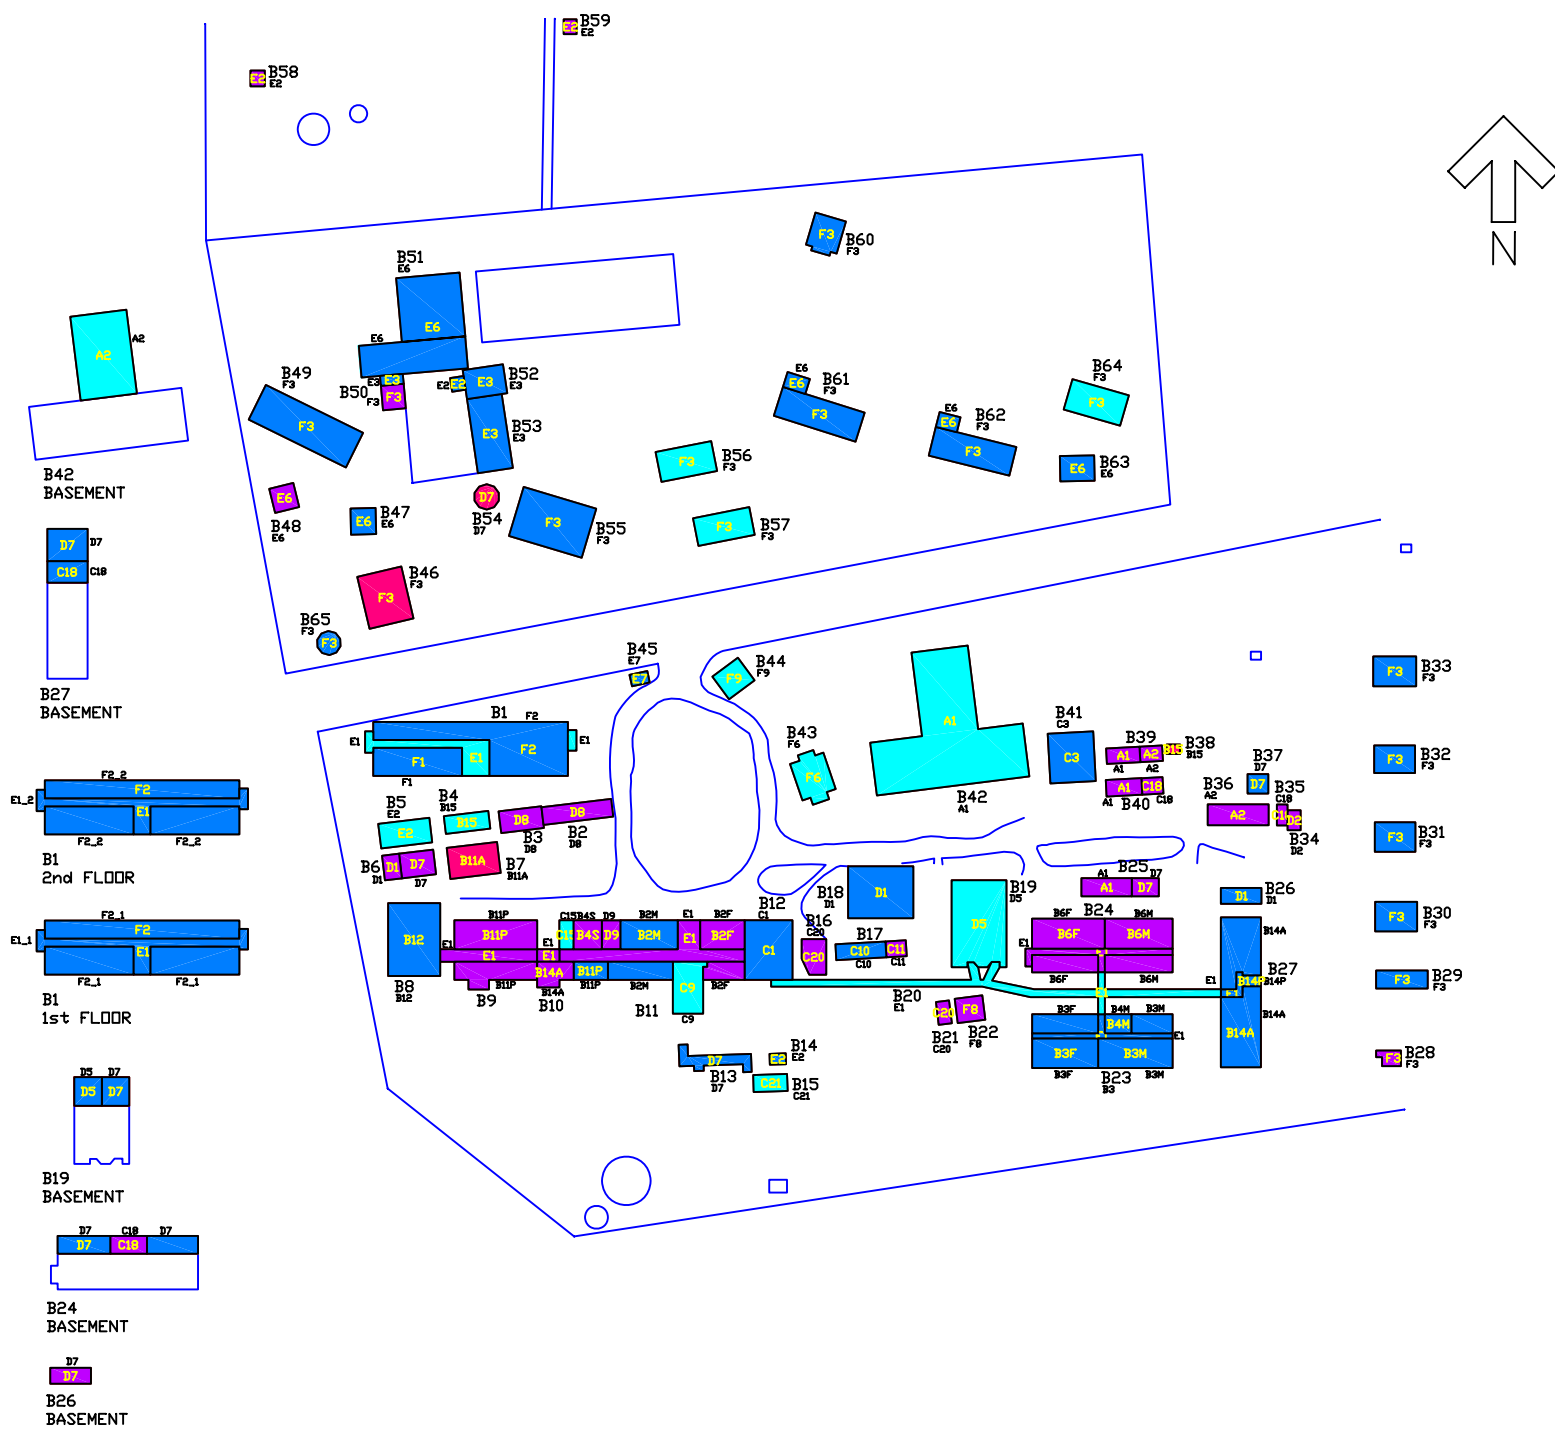 B59
E2
E2
B58
E2
E2
N
F3
B60
F3
B51
E6
E6
E6
A2
A2
B49
F3
F3
B50
E3
E3
F3
F3
E2
E2
E3
B52
E3
E3
B53
E3
E6
E6
B61
F3
F3
E6
E6
B62
F3
F3
B64
F3
F3
B63
F3
E6
F3
B56
F3
F3
B57
F3
B42
BASEMENT
E6
B48
E6
E6
B47
E6
D7
B54
D7
F3
B55
F3
D7
D7
C18
C18
B27
BASEMENT
F3
B46
F3
B65
F3
F3
B45
E7
E7
F9
B44
F9
F3
B33
F3
B1
F2
E1
E1
E1
F1
F2
F1
B43
F6
F6
A1
B42
A1
B41
C3
C3
B39
A1
A2
A1
A2
B38
B15
B15
A1
C18
A1
B40
C18
B37
D7
D7
B36
A2
A2
B35
C18
D2
B34
D2
F3
B32
F3
F3
B31
F3
F3
B30
F3
F3
B29
F3
B28
F3
F3
F2_2
F2
E1_2
E1
F2_2
F2_2
B1
2nd FLOOR
B5
E2
E2
B4
B15
B15
D8
B3
D8
D8
B2
D8
B6
D1
D1
D7
D7
B11A
B7
B11A
F2_1
F2
E1_1
E1
F2_1
F2_1
B1
1st FLOOR
B12
B8
B12
E1
B11P
B11P
E1
B9
B11P
E1
E1
B14A
B10
B14A
C15
B4S
B4S
D9
D9
B2M
B2M
E1
E1
B2F
B2F
B12
C1
C1
B11P
B11P
B2M
B11
C9
C9
B2F
B16
C20
C20
B18
D1
D1
B17
C10
C10
C11
C11
B19
D5
D5
B20
E1
B21
C20
C20
F8
B22
F8
B25
A1
A1
D7
D7
B26
D1
D1
B24
B6F
B6F
B6M
B6M
E1
B6F
B6M
E1
E1
B14A
B27
B14P
B14P
B14A
B14A
B3F
B4M
B4M
B3M
E1
B3F
B3M
B3F
B23
B3
B3M
D7
B13
D7
B14
E2
E2
C21
B15
C21
D5
D7
D5
D7
B19
BASEMENT
D7
C18
D7
D7
C18
B24
BASEMENT
D7
D7
B26
BASEMENT